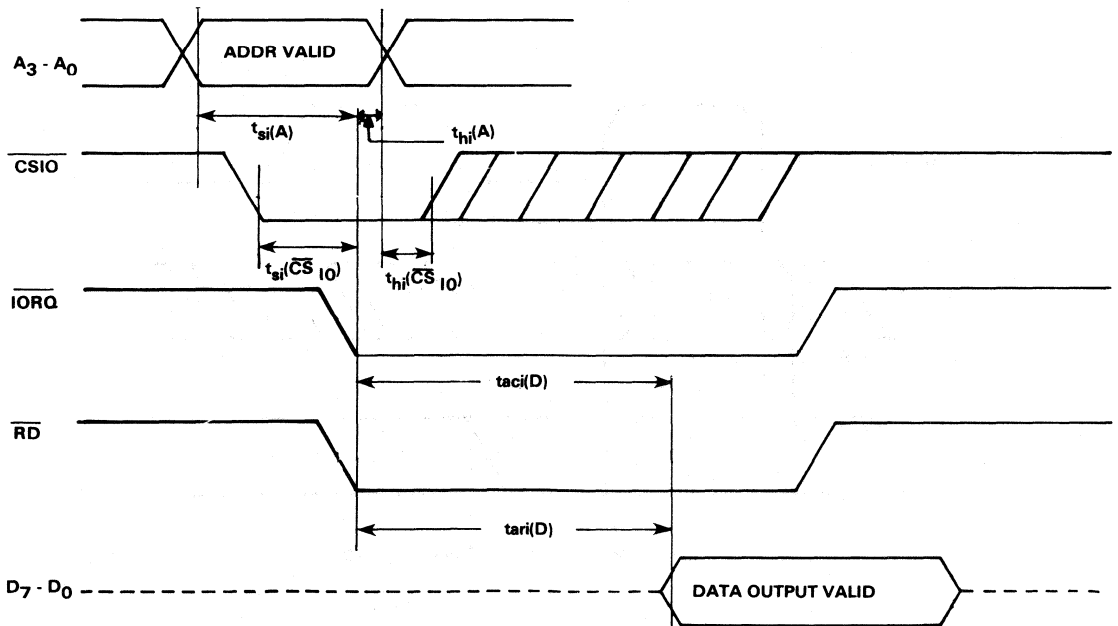 A3 - A0
ADDR VALID
tsi(A)
thi(A)
CSIO
tsi(CS IO)
thi(CS IO)
IORQ
taci(D)
RD
tari(D)
D7 - D0
DATA OUTPUT VALID